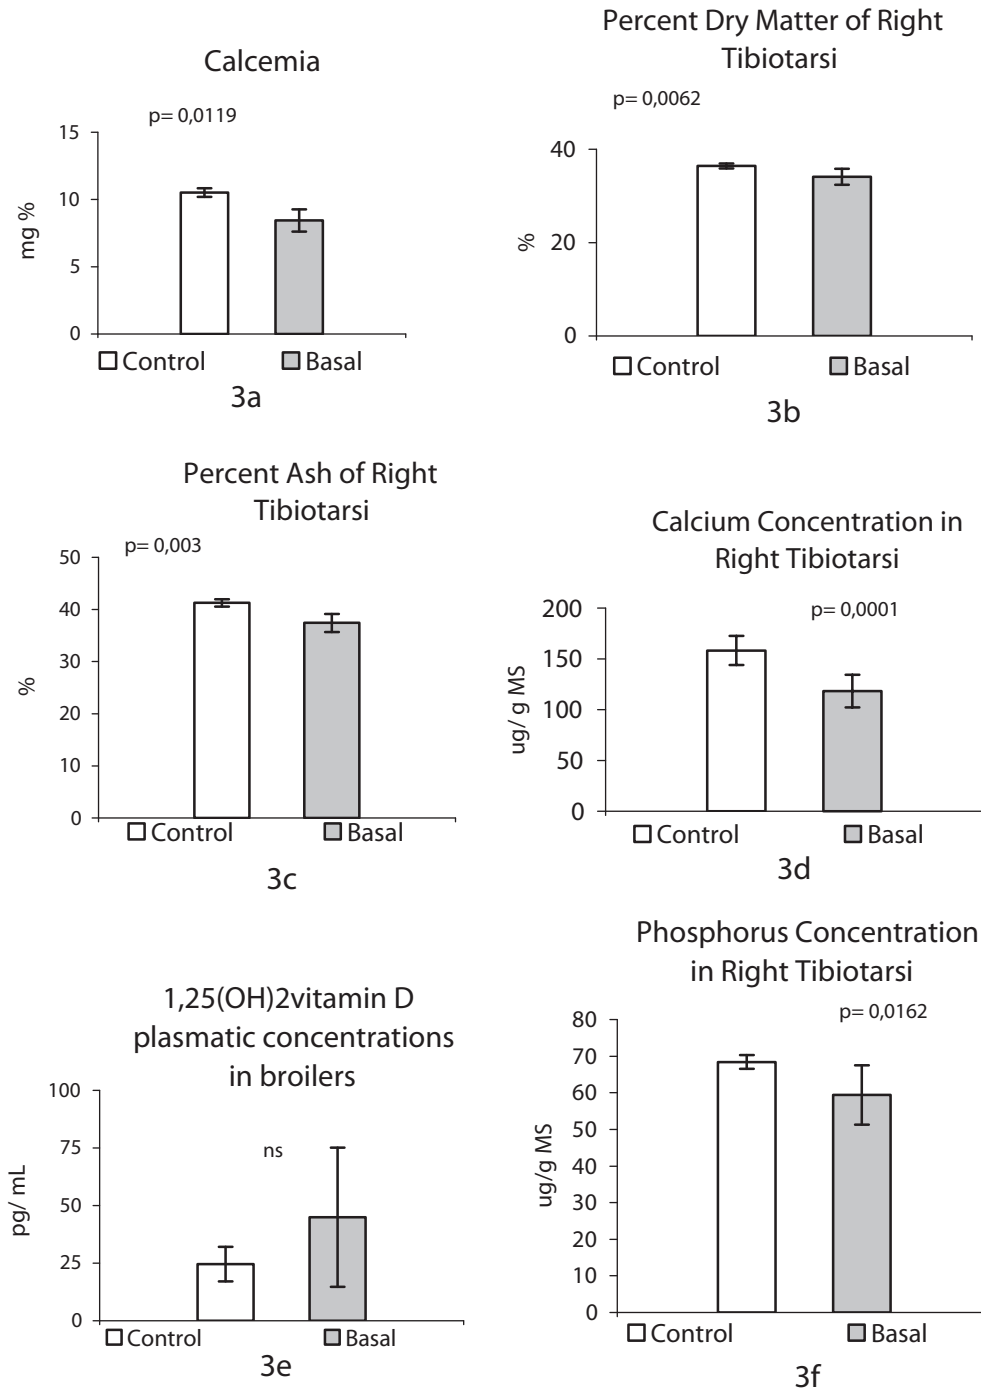 Calcemia
p= 0,0119
15
10
5
0
mg %
Control
Basal
3a
Percent Dry Matter of Right
Tibiotarsi
p= 0,0062
40
20
0
%
Control
Basal
3b
Percent Ash of Right
Tibiotarsi
p= 0,003
50
40
30
20
10
0
%
Control
Basal
3c
Calcium Concentration in
Right Tibiotarsi
p= 0,0001
200
150
100
50
0
ug/ g MS
Control
Basal
3d
1,25(OH)2vitamin D
plasmatic concentrations
in broilers
100
75
50
25
0
ns
pg/ mL
Control
Basal
3e
Phosphorus Concentration
in Right Tibiotarsi
p= 0,0162
80
70
60
50
40
30
20
10
0
ug/g MS
Control
Basal
3f